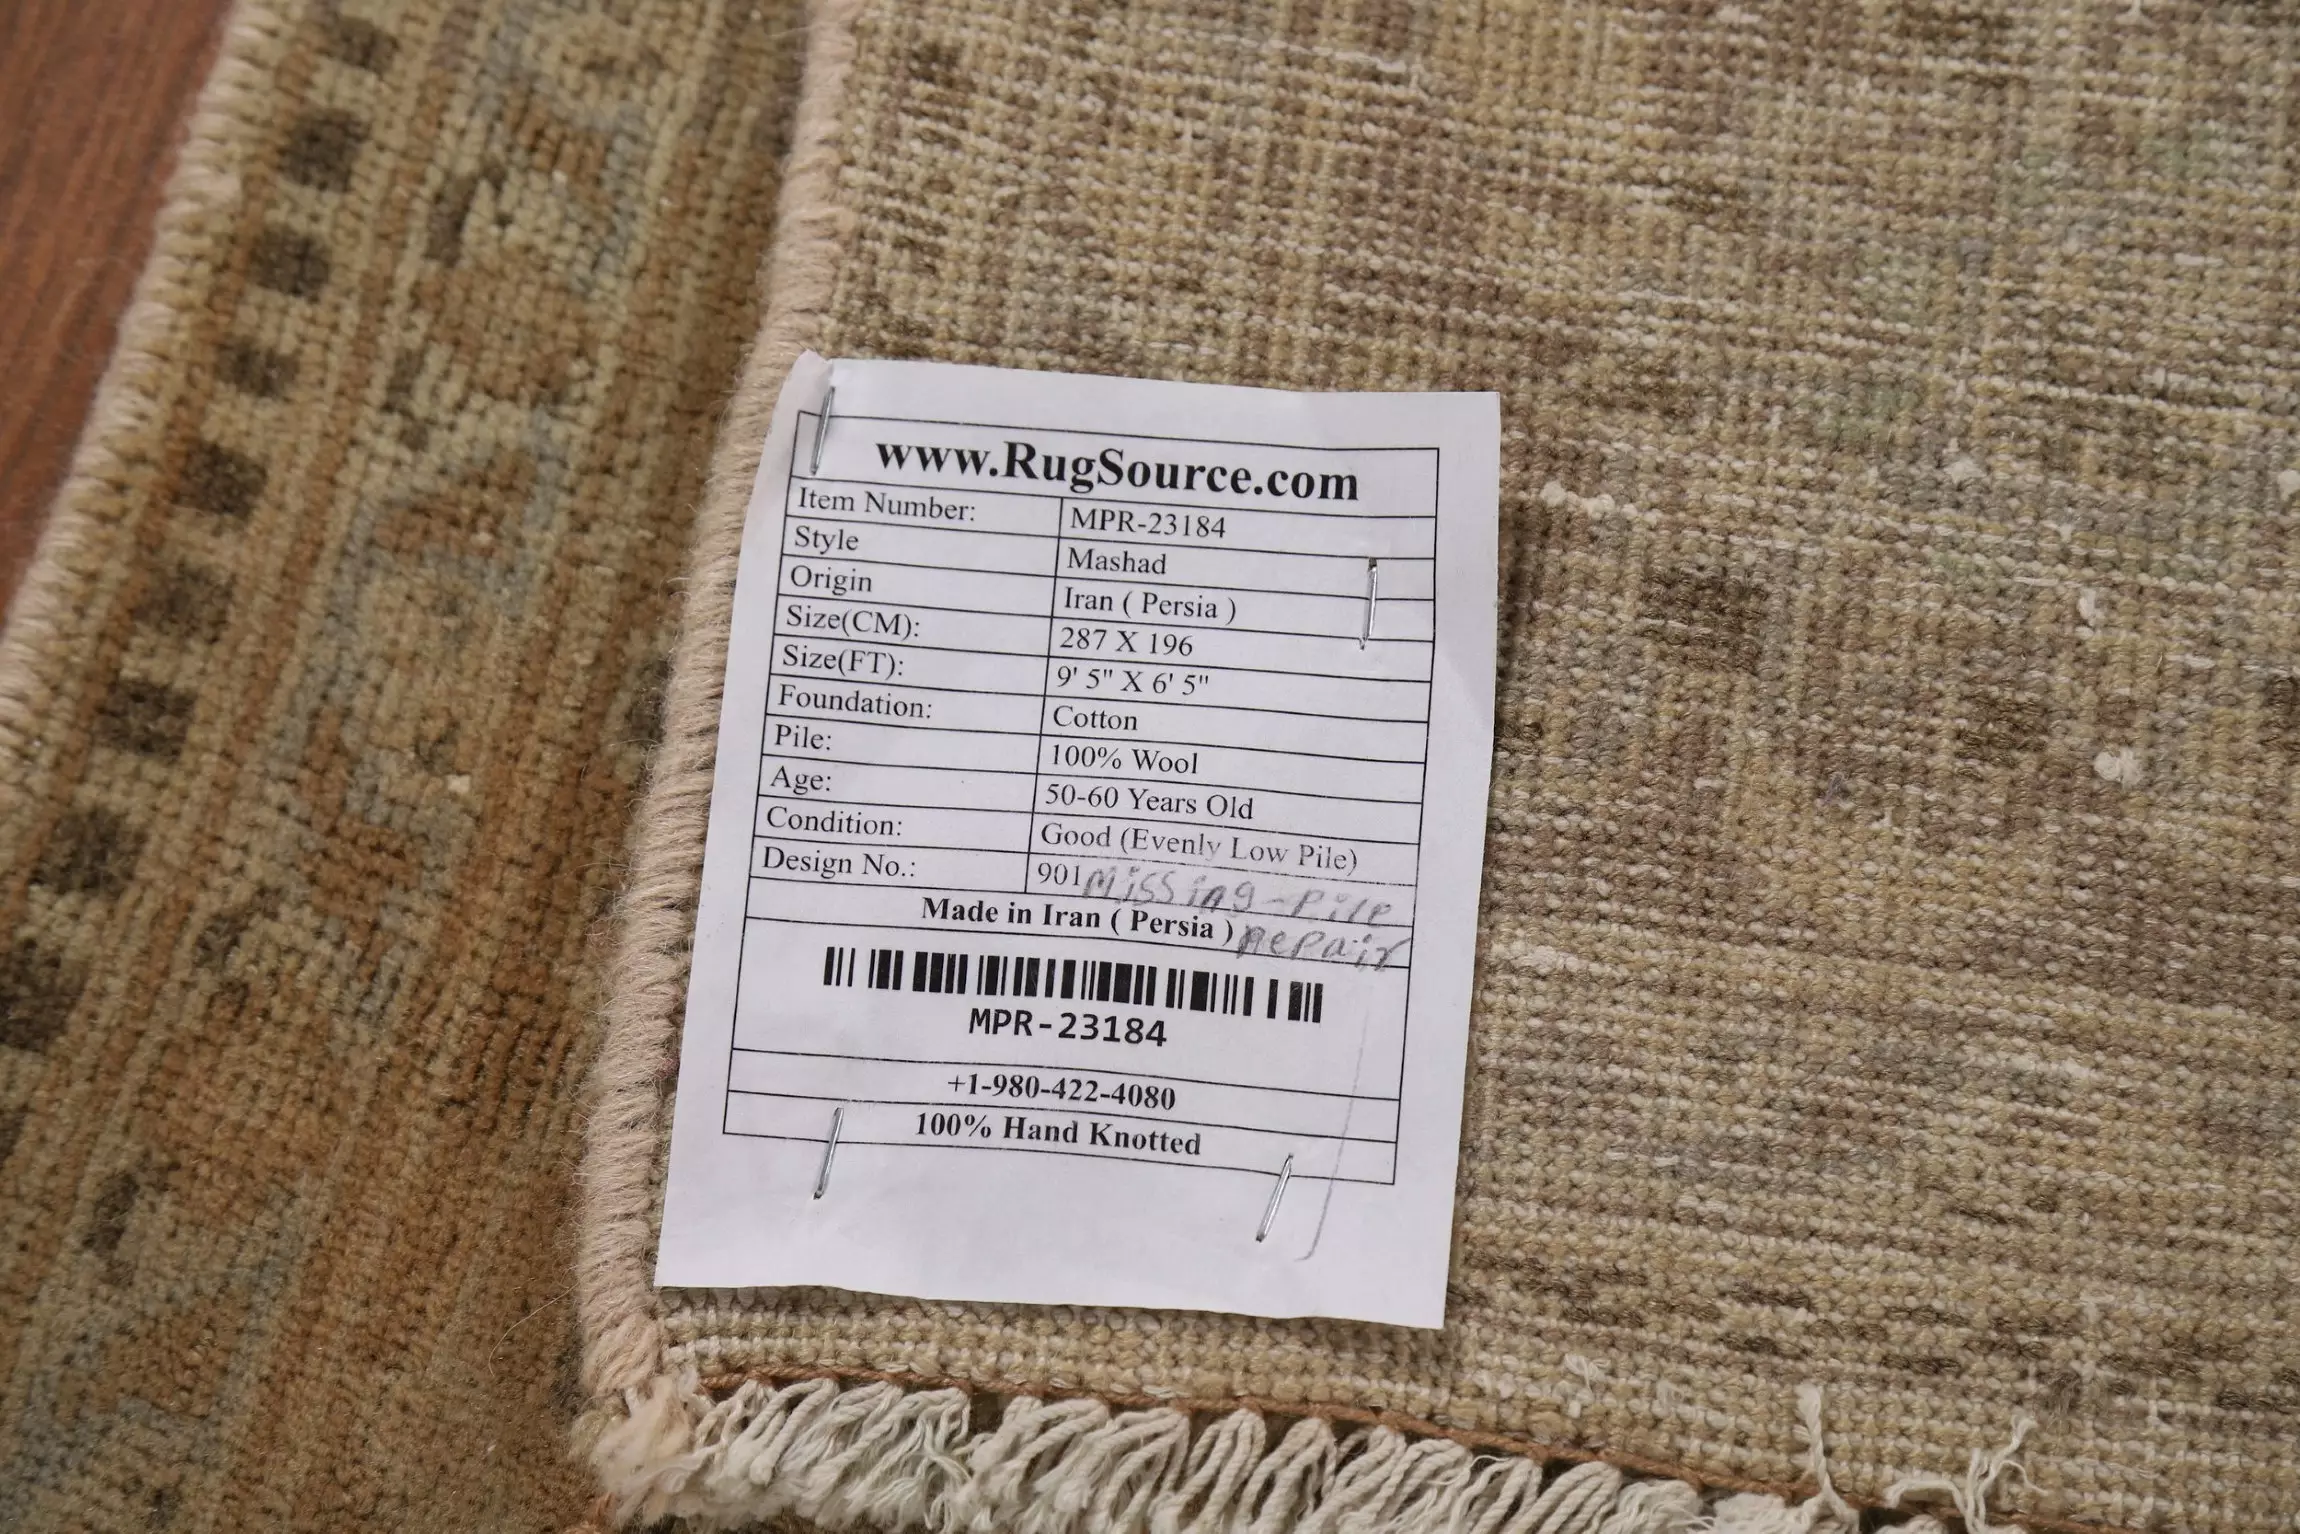 www.RugSource.com
Item Number: MPR-23184
Style Mashad
Origin Iran ( Persia )
Size(CM): 287 X 196
Size(FT): 9' 5" X 6' 5"
Foundation: Cotton
Pile: 100% Wool
Age: 50-60 Years Old
Condition: Good (Evenly Low Pile)
Design No.: 901 Missing-Pile
Made in Iran ( Persia ) Repair
MPR-23184
+1-980-422-4080
100% Hand Knotted